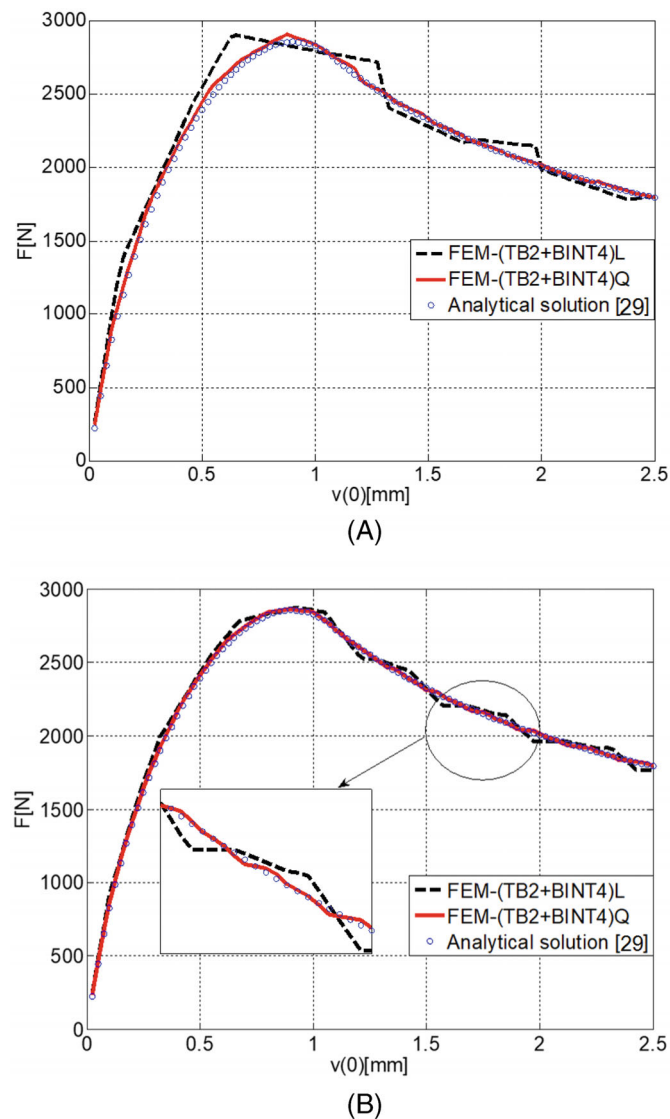 3000
2500
2000
1500
1000
500
0
F[N]
FEM-(TB2+BINT4)L
FEM-(TB2+BINT4)Q
Analytical solution [29]
0 0.5 1 1.5 2 2.5
v(0)[mm]
(A)
3000
2500
2000
1500
1000
500
0
F[N]
FEM-(TB2+BINT4)L
FEM-(TB2+BINT4)Q
Analytical solution [29]
0 0.5 1 1.5 2 2.5
v(0)[mm]
(B)